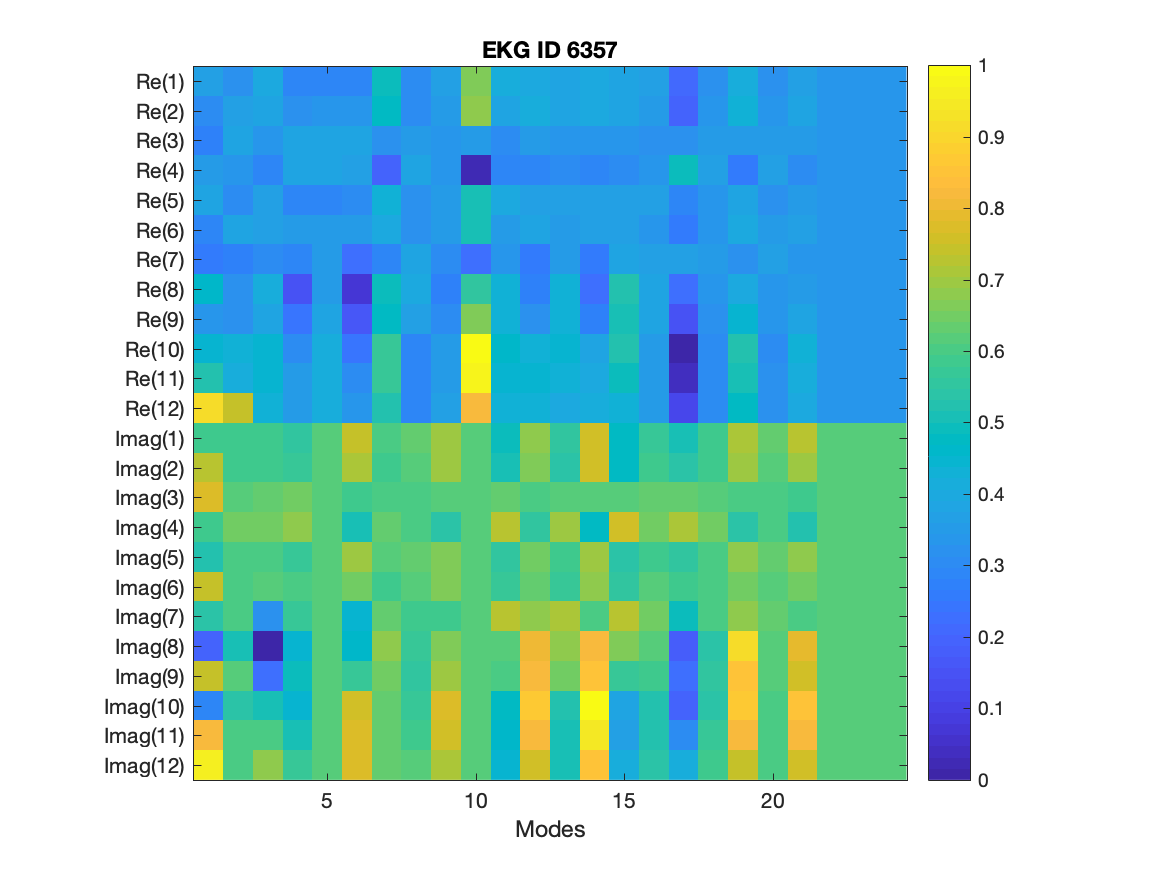 EKG ID 6357
Re(1)
Re(2)
Re(3)
Re(4)
Re(5)
Re(6)
Re(7)
Re(8)
Re(9)
Re(10)
Re(11)
Re(12)
Imag(1)
Imag(2)
Imag(3)
Imag(4)
Imag(5)
Imag(6)
Imag(7)
Imag(8)
Imag(9)
Imag(10)
Imag(11)
Imag(12)
5 10 15 20
Modes
1
0.9
0.8
0.7
0.6
0.5
0.4
0.3
0.2
0.1
0